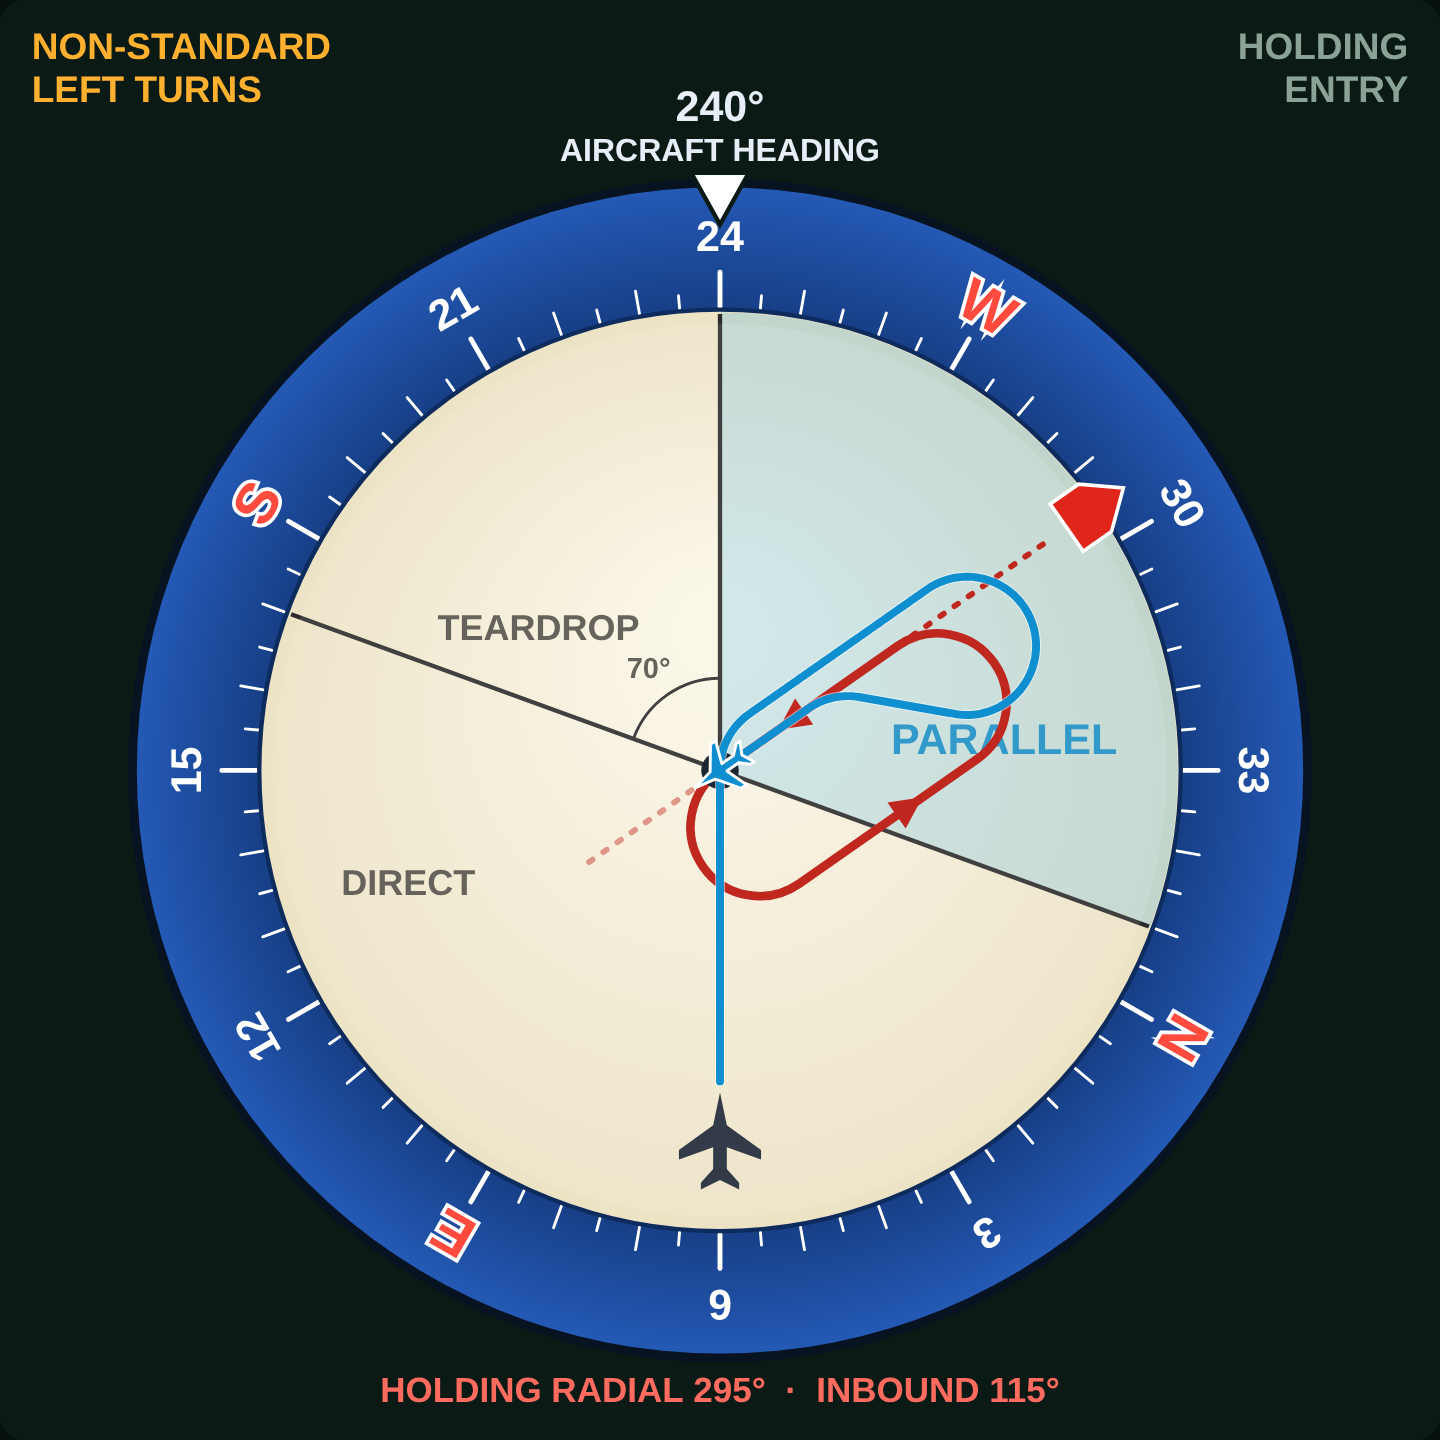 NON-STANDARD
LEFT TURNS
HOLDING
ENTRY
240°
AIRCRAFT HEADING
24
21
W
S
30
TEARDROP
70°
PARALLEL
15
33
DIRECT
12
N
E
3
6
HOLDING RADIAL 295° · INBOUND 115°